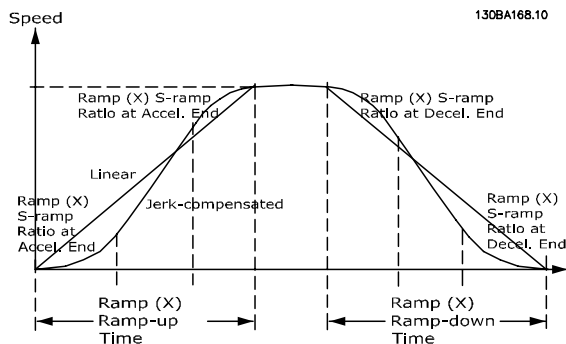 Speed
130BA168.10
Ramp (X) S-ramp
Ratio at Accel. End
Ramp (X) S-ramp
Ratio at Decel. End
Linear
Ramp (X)
S-ramp
Ratio at
Accel. End
Jerk-compensated
Ramp (X)
S-ramp
Ratio at
Decel. End
Ramp (X)
Ramp-up
Time
Ramp (X)
Ramp-down
Time